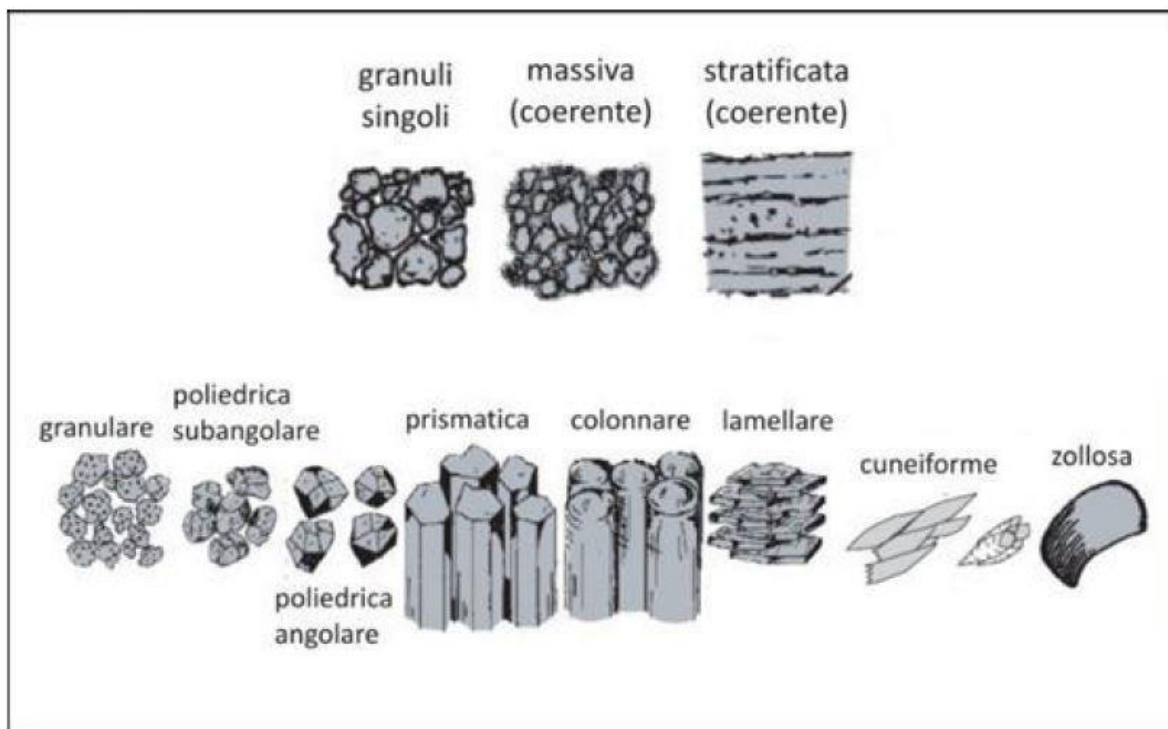 granuli
singoli
massiva
(coerente)
stratificata
(coerente)
granulare
poliedrica
subangolare
poliedrica
angolare
prismatica
colonnare
lamellare
cuneiforme
zollosa